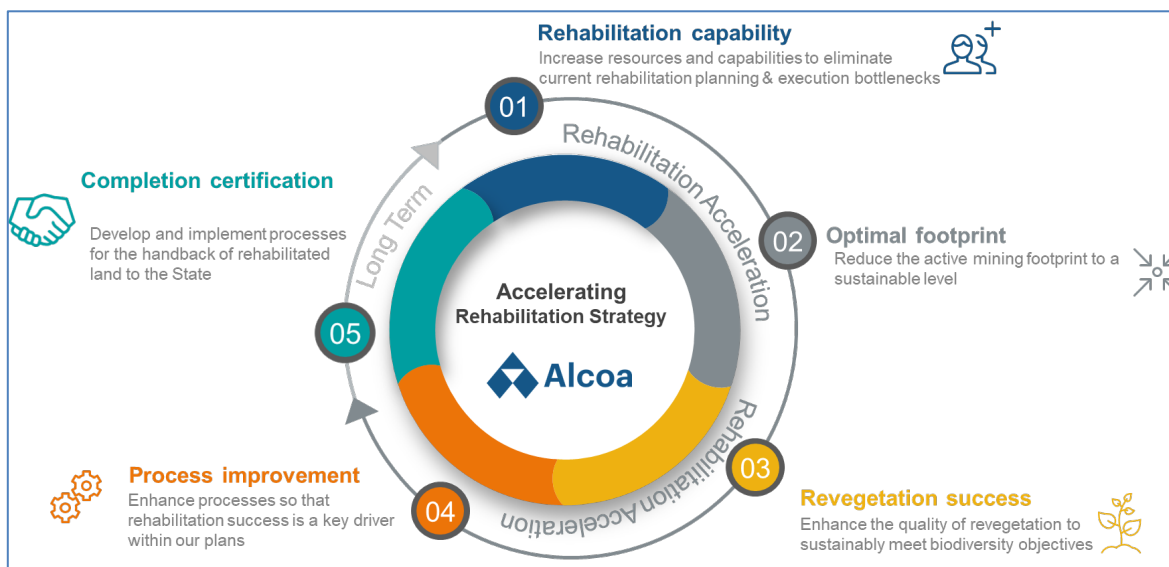 Rehabilitation capability
Increase resources and capabilities to eliminate
current rehabilitation planning & execution bottlenecks
01
Rehabilitation Acceleration
Completion certification
Develop and implement processes
for the handback of rehabilitated
land to the State
Long Term
02
Optimal footprint
Reduce the active mining footprint to a
sustainable level
Accelerating
Rehabilitation Strategy
Alcoa
05
Rehabilitation Acceleration
03
Revegetation success
Enhance the quality of revegetation to
sustainably meet biodiversity objectives
Process improvement
Enhance processes so that
rehabilitation success is a key driver
within our plans
04